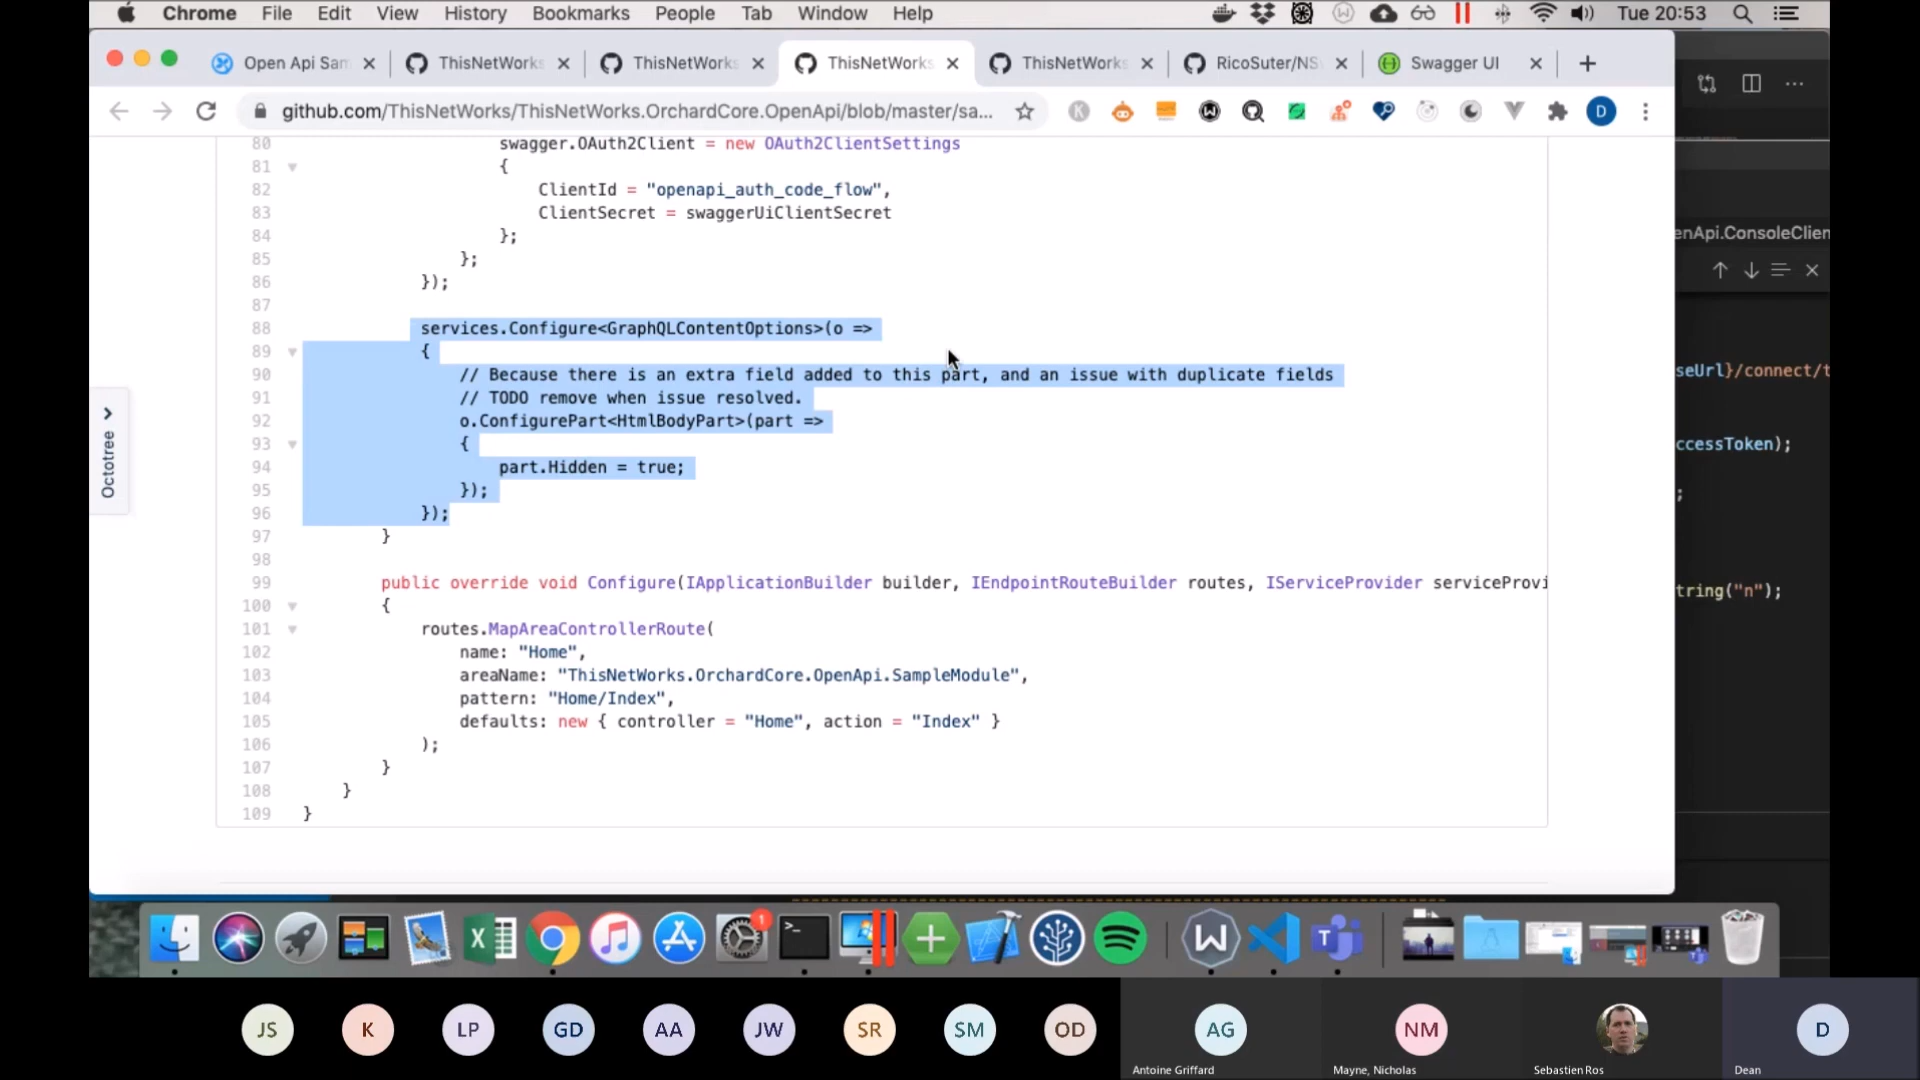 Chrome File Edit View History Bookmarks People Tab Window Help Tue 20:53
Open Api Sam ThisNetWorks ThisNetWorks ThisNetWorks ThisNetWorks RicoSuter/NS Swagger UI
github.com/ThisNetWorks/ThisNetWorks.OrchardCore.OpenApi/blob/master/sa...
80 swagger.OAuth2Client = new OAuth2ClientSettings
81 {
82 ClientId = "openapi_auth_code_flow",
83 ClientSecret = swaggerUiClientSecret
84 };
85 };
86 });
87
88 services.Configure<GraphQLContentOptions>(o =>
89 {
90 // Because there is an extra field added to this part, and an issue with duplicate fields
91 // TODO remove when issue resolved.
92 o.ConfigurePart<HtmlBodyPart>(part =>
93 {
94 part.Hidden = true;
95 });
96 });
97 }
98
99 public override void Configure(IApplicationBuilder builder, IEndpointRouteBuilder routes, IServiceProvider serviceProvi
100 {
101 routes.MapAreaControllerRoute(
102 name: "Home",
103 areaName: "ThisNetWorks.OrchardCore.OpenApi.SampleModule",
104 pattern: "Home/Index",
105 defaults: new { controller = "Home", action = "Index" }
106 );
107 }
108 }
109 }
Octotree
enApi.ConsoleClien
seUrl}/connect/t
ccessToken);
;
tring("n");
JS K LP GD AA JW SR SM OD AG NM D
Antoine Griffard Mayne, Nicholas Sebastien Ros Dean